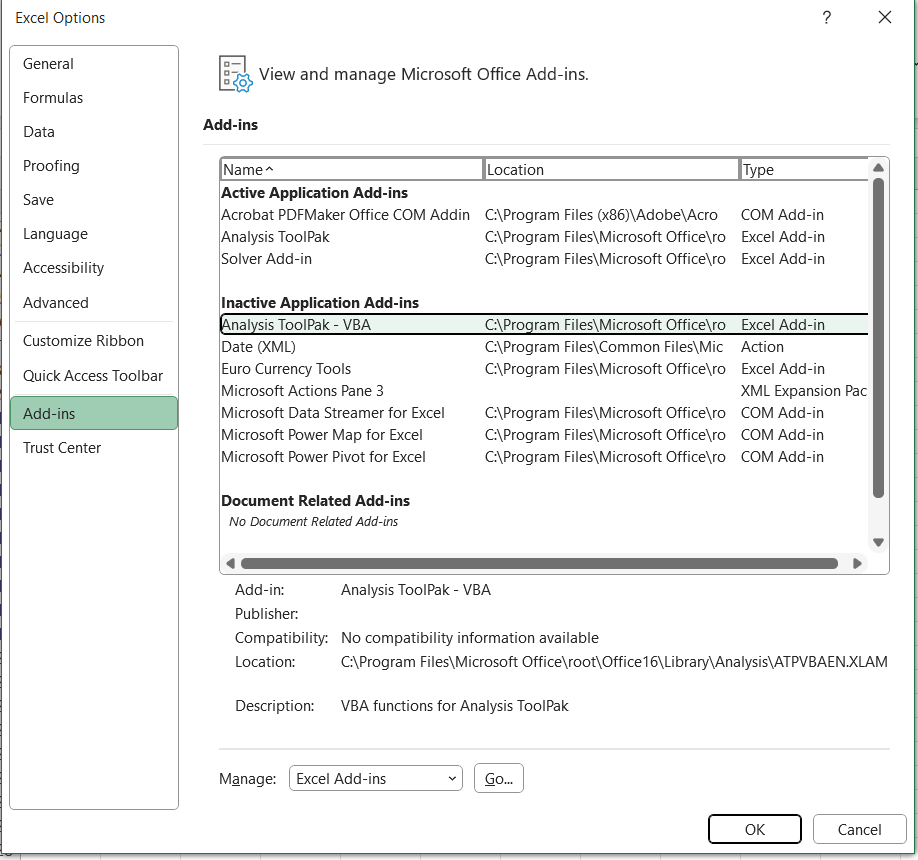 Excel Options
?
General
Formulas
Data
Proofing
Save
Language
Accessibility
Advanced
Customize Ribbon
Quick Access Toolbar
Add-ins
Trust Center
View and manage Microsoft Office Add-ins.
Add-ins
Name Location Type
Active Application Add-ins
Acrobat PDFMaker Office COM Addin C:\Program Files (x86)\Adobe\Acro COM Add-in
Analysis ToolPak C:\Program Files\Microsoft Office\ro Excel Add-in
Solver Add-in C:\Program Files\Microsoft Office\ro Excel Add-in
Inactive Application Add-ins
Analysis ToolPak - VBA C:\Program Files\Microsoft Office\ro Excel Add-in
Date (XML) C:\Program Files\Common Files\Mic Action
Euro Currency Tools C:\Program Files\Microsoft Office\ro Excel Add-in
Microsoft Actions Pane 3 XML Expansion Pac
Microsoft Data Streamer for Excel C:\Program Files\Microsoft Office\ro COM Add-in
Microsoft Power Map for Excel C:\Program Files\Microsoft Office\ro COM Add-in
Microsoft Power Pivot for Excel C:\Program Files\Microsoft Office\ro COM Add-in
Document Related Add-ins
No Document Related Add-ins
Add-in: Analysis ToolPak - VBA
Publisher:
Compatibility: No compatibility information available
Location: C:\Program Files\Microsoft Office\root\Office16\Library\Analysis\ATPVBAEN.XLAM
Description: VBA functions for Analysis ToolPak
Manage: Excel Add-ins Go...
OK Cancel